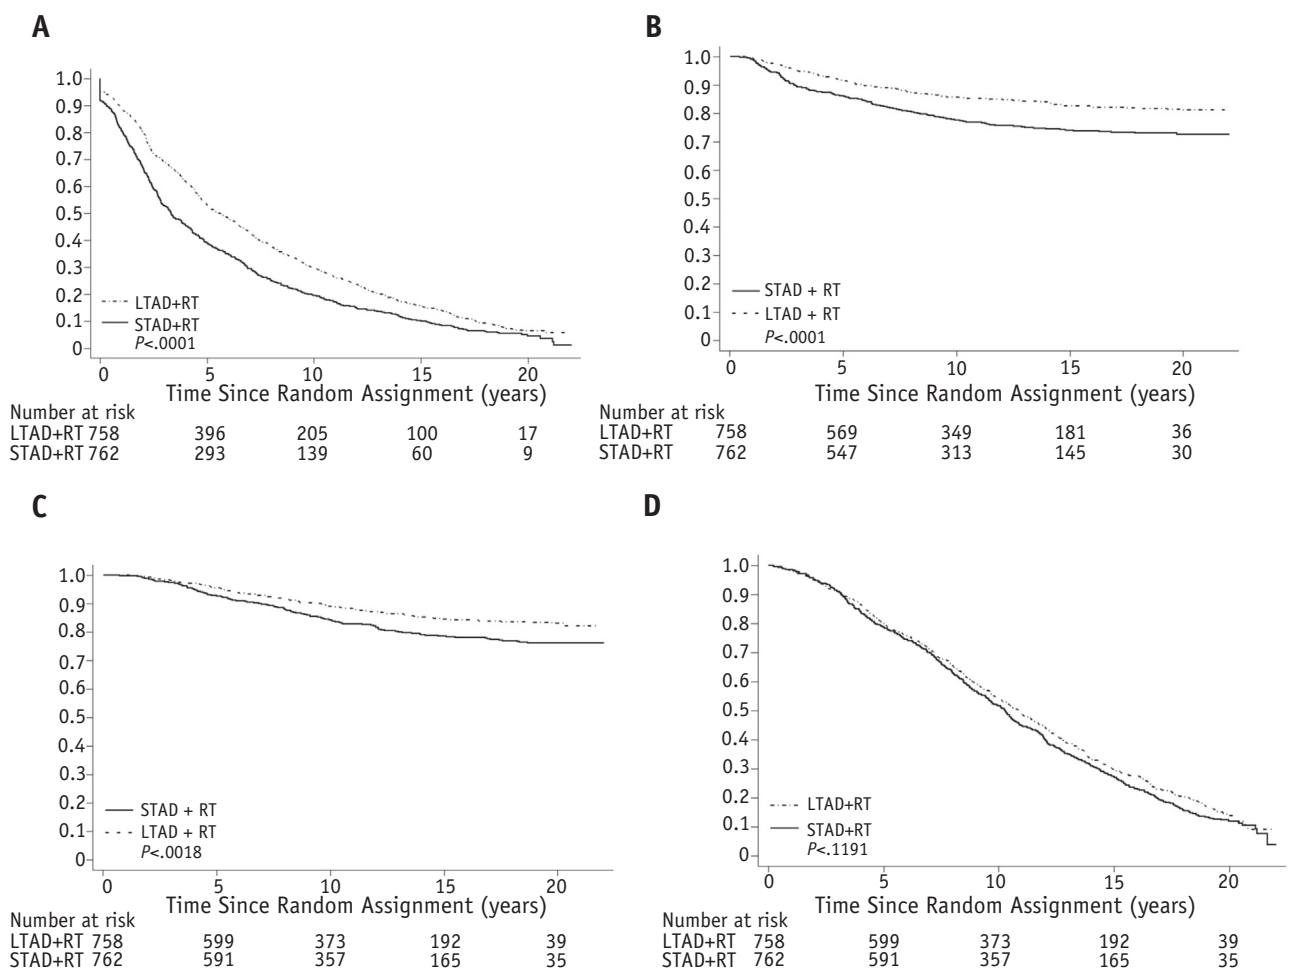 A
1.0
0.9
0.8
0.7
0.6
0.5
0.4
0.3
0.2
0.1
0
LTAD+RT
STAD+RT
P<.0001
0 5 10 15 20
Time Since Random Assignment (years)
Number at risk
LTAD+RT 758 396 205 100 17
STAD+RT 762 293 139 60 9
B
1.0
0.9
0.8
0.7
0.6
0.5
0.4
0.3
0.2
0.1
0
STAD + RT
LTAD + RT
P<.0001
0 5 10 15 20
Time Since Random Assignment (years)
Number at risk
LTAD+RT 758 569 349 181 36
STAD+RT 762 547 313 145 30
C
1.0
0.9
0.8
0.7
0.6
0.5
0.4
0.3
0.2
0.1
0
STAD + RT
LTAD + RT
P<.0018
0 5 10 15 20
Time Since Random Assignment (years)
Number at risk
LTAD+RT 758 599 373 192 39
STAD+RT 762 591 357 165 35
D
1.0
0.9
0.8
0.7
0.6
0.5
0.4
0.3
0.2
0.1
0
LTAD+RT
STAD+RT
P<.1191
0 5 10 15 20
Time Since Random Assignment (years)
Number at risk
LTAD+RT 758 599 373 192 39
STAD+RT 762 591 357 165 35